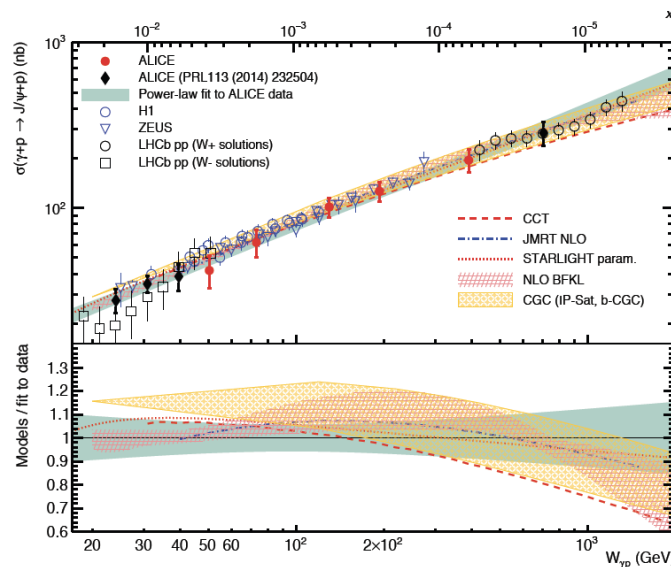 10⁻² 10⁻³ 10⁻⁴ 10⁻⁵ x
σ(γ+p → J/ψ+p) (nb)
10³
10²
ALICE
ALICE (PRL113 (2014) 232504)
Power-law fit to ALICE data
H1
ZEUS
LHCb pp (W+ solutions)
LHCb pp (W- solutions)
CCT
JMRT NLO
STARLIGHT param.
NLO BFKL
CGC (IP-Sat, b-CGC)
Models / fit to data
1.3
1.2
1.1
1
0.9
0.8
0.7
0.6
20 30 40 50 60 10² 2×10² 10³
Wγp (GeV)